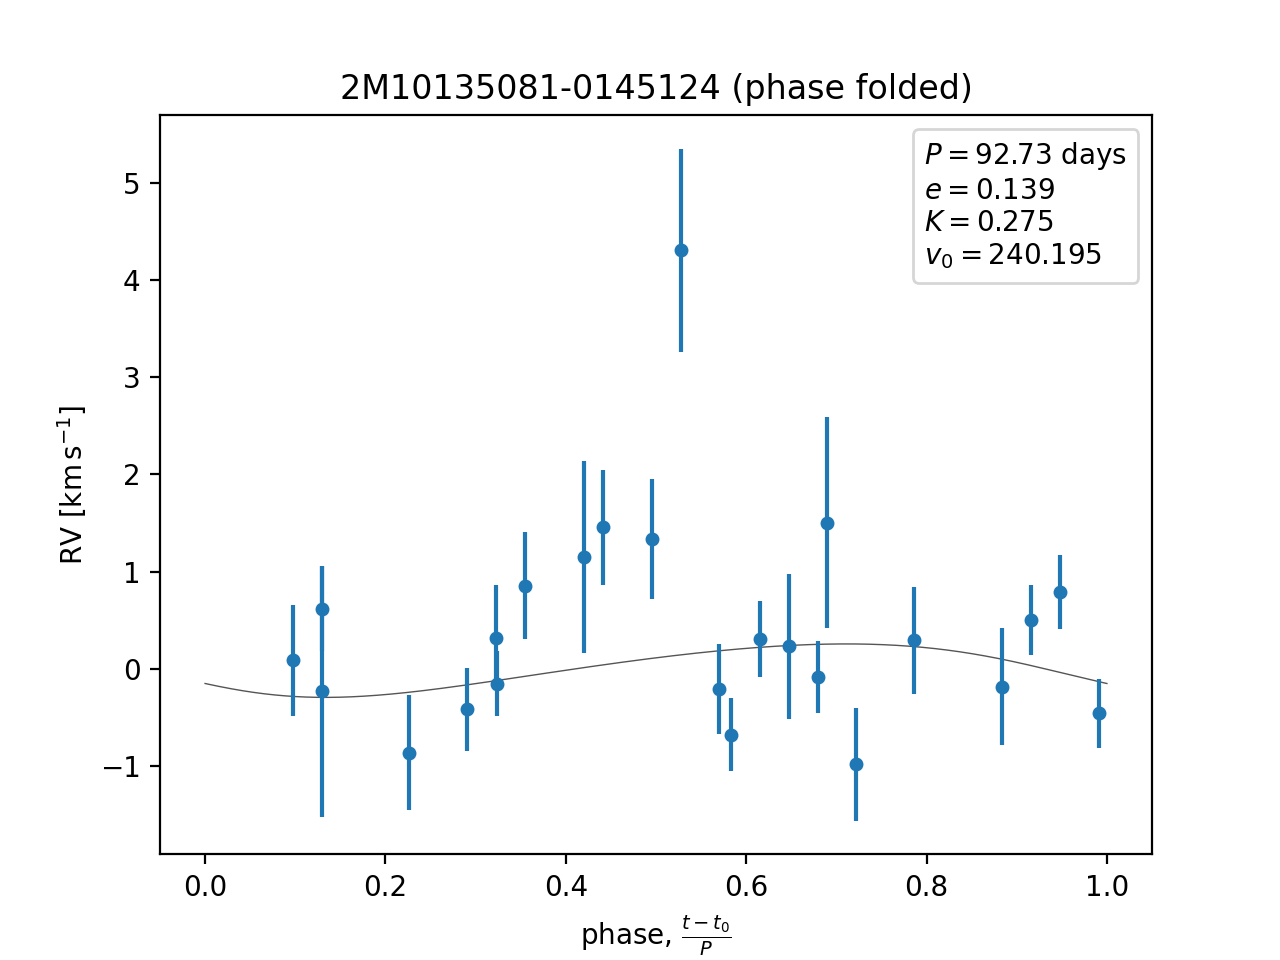 2M10135081-0145124 (phase folded)
P = 92.73 days
e = 0.139
K = 0.275
v₀ = 240.195
5
4
3
2
1
0
−1
RV [km s⁻¹]
0.0 0.2 0.4 0.6 0.8 1.0
phase, (t − t₀)/P